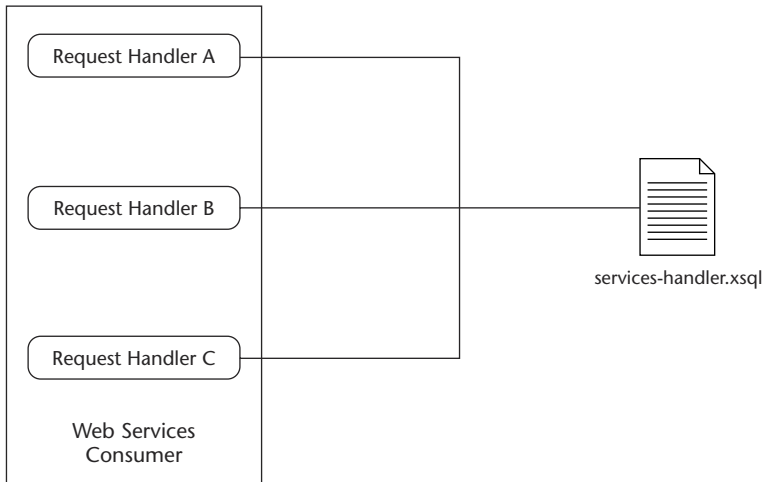 Request Handler A
Request Handler B
services-handler.xsql
Request Handler C
Web Services
Consumer